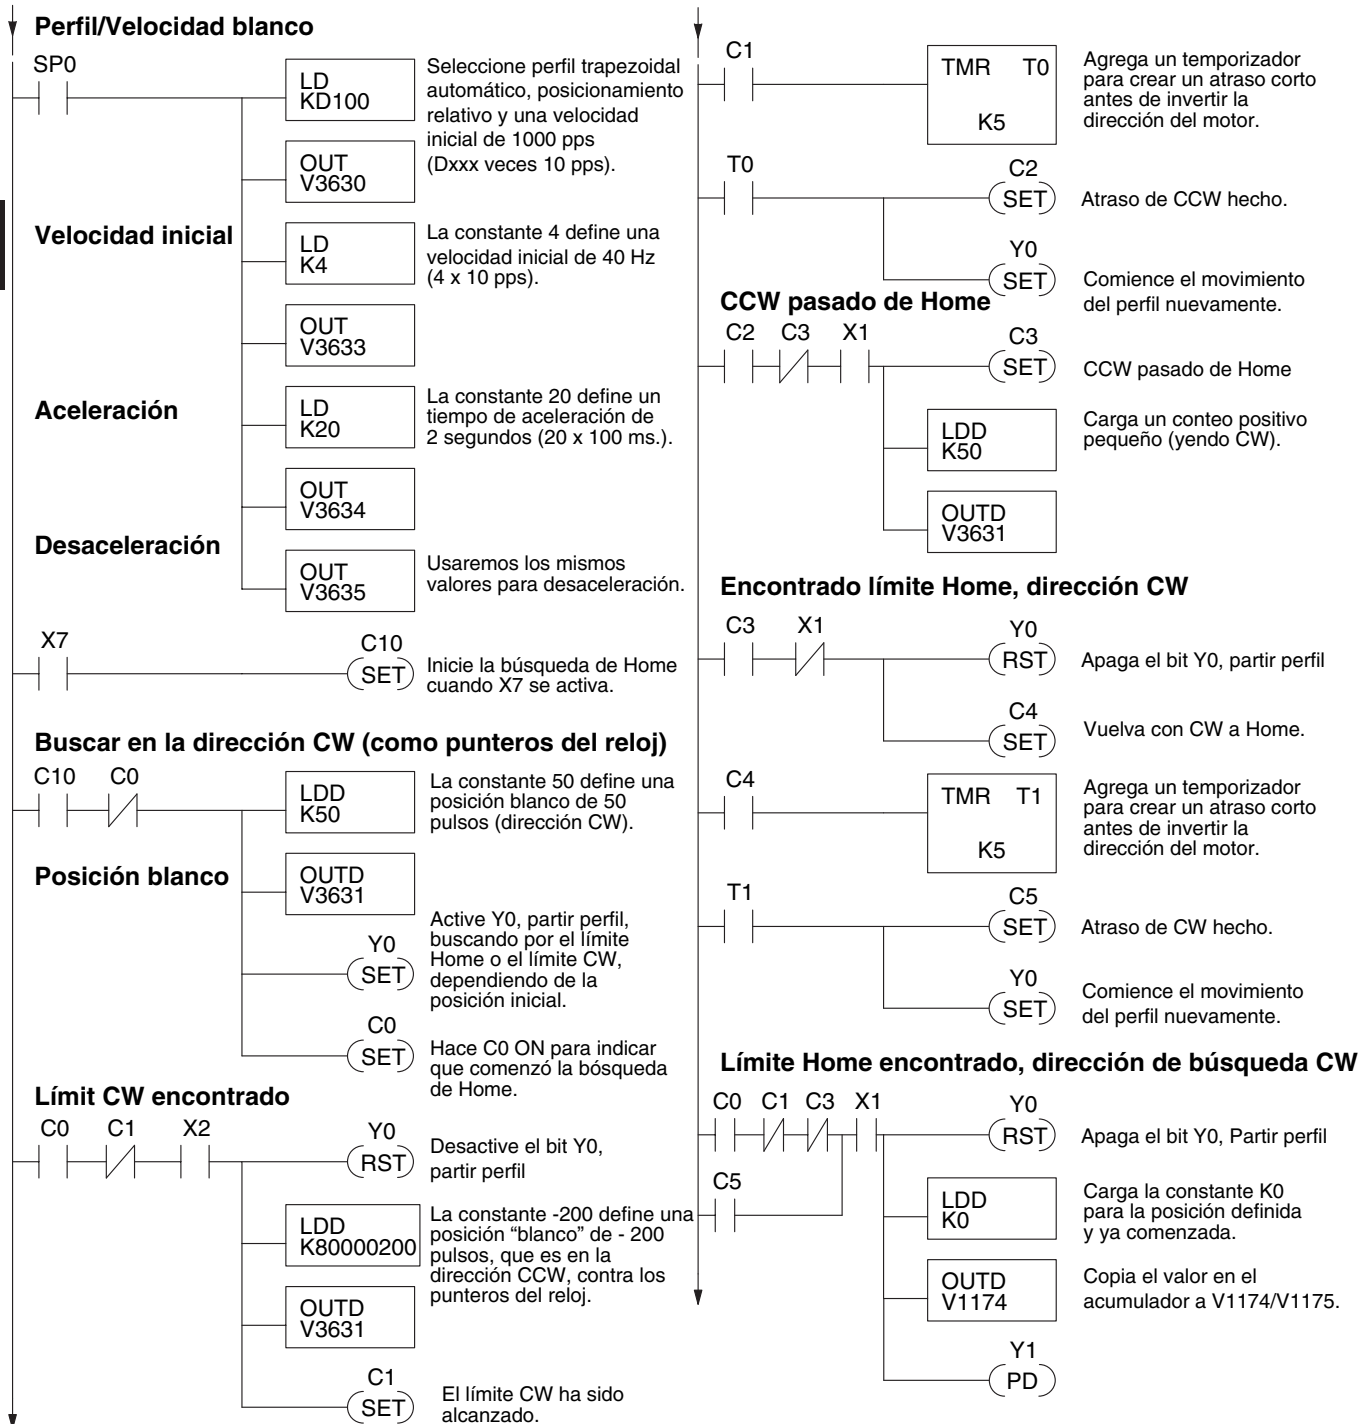 Perfil/Velocidad blanco
SP0
LD
KD100
Seleccione perfil trapezoidal
automático, posicionamiento
relativo y una velocidad
inicial de 1000 pps
(Dxxx veces 10 pps).
OUT
V3630
Velocidad inicial
LD
K4
La constante 4 define una
velocidad inicial de 40 Hz
(4 x 10 pps).
OUT
V3633
Aceleración
LD
K20
La constante 20 define un
tiempo de aceleración de
2 segundos (20 x 100 ms.).
OUT
V3634
Desaceleración
OUT
V3635
Usaremos los mismos
valores para desaceleración.
X7
C10
SET
Inicie la búsqueda de Home
cuando X7 se activa.
Buscar en la dirección CW (como punteros del reloj)
C10 C0
LDD
K50
La constante 50 define una
posición blanco de 50
pulsos (dirección CW).
Posición blanco
OUTD
V3631
Y0
SET
Active Y0, partir perfil,
buscando por el límite
Home o el límite CW,
dependiendo de la
posición inicial.
C0
SET
Hace C0 ON para indicar
que comenzó la bósqueda
de Home.
Límit CW encontrado
C0 C1 X2
Y0
RST
Desactive el bit Y0,
partir perfil
LDD
K80000200
La constante -200 define una
posición “blanco” de - 200
pulsos, que es en la
dirección CCW, contra los
punteros del reloj.
OUTD
V3631
C1
SET
El límite CW ha sido
alcanzado.
C1
TMR T0
K5
Agrega un temporizador
para crear un atraso corto
antes de invertir la
dirección del motor.
T0
C2
SET
Atraso de CCW hecho.
Y0
SET
Comience el movimiento
del perfil nuevamente.
CCW pasado de Home
C2 C3 X1
C3
SET
CCW pasado de Home
LDD
K50
Carga un conteo positivo
pequeño (yendo CW).
OUTD
V3631
Encontrado límite Home, dirección CW
C3 X1
Y0
RST
Apaga el bit Y0, partir perfil
C4
SET
Vuelva con CW a Home.
C4
TMR T1
K5
Agrega un temporizador
para crear un atraso corto
antes de invertir la
dirección del motor.
T1
C5
SET
Atraso de CW hecho.
Y0
SET
Comience el movimiento
del perfil nuevamente.
Límite Home encontrado, dirección de búsqueda CW
C0 C1 C3 X1
Y0
RST
Apaga el bit Y0, Partir perfil
C5
LDD
K0
Carga la constante K0
para la posición definida
y ya comenzada.
OUTD
V1174
Copia el valor en el
acumulador a V1174/V1175.
Y1
PD